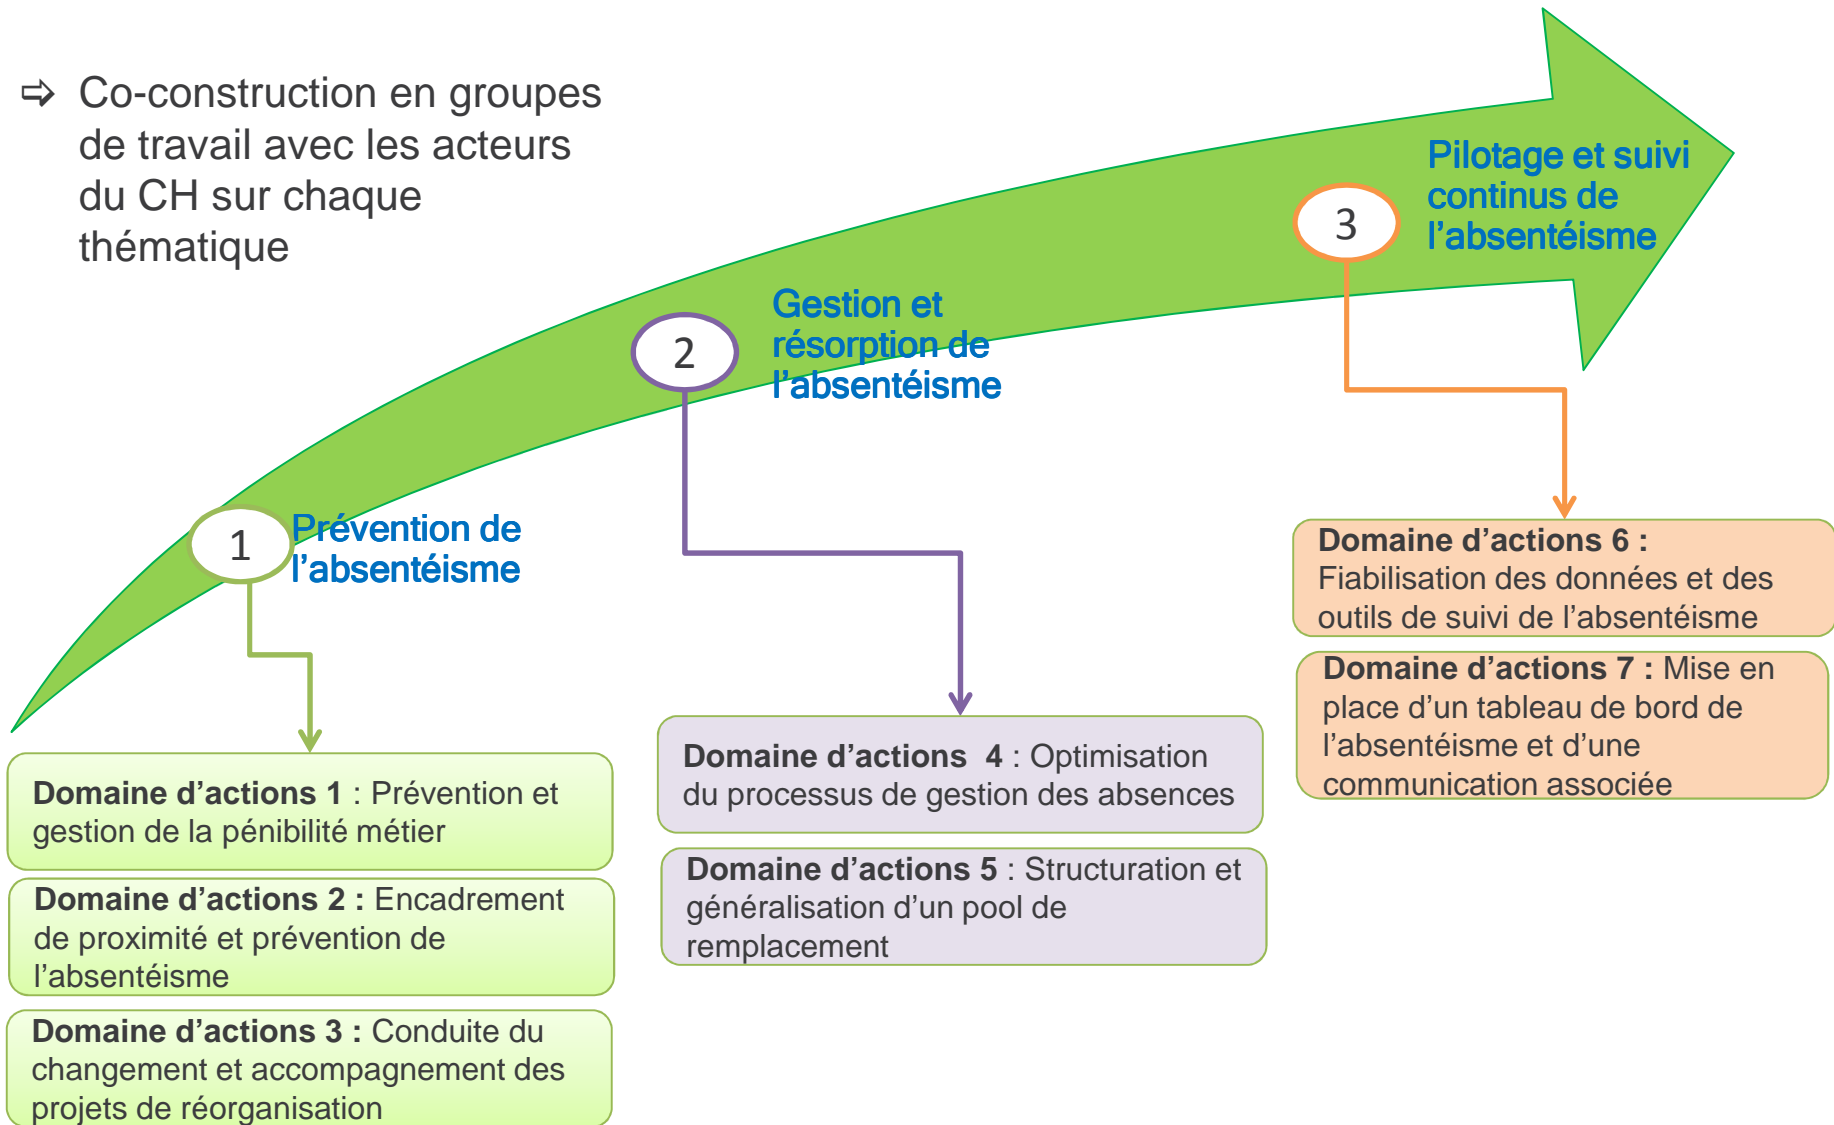 ⇨ Co-construction en groupes
de travail avec les acteurs
du CH sur chaque
thématique
1
Prévention de
l’absentéisme
2
Gestion et
résorption de
l’absentéisme
3
Pilotage et suivi
continus de
l’absentéisme
Domaine d’actions 1 : Prévention et
gestion de la pénibilité métier
Domaine d’actions 2 : Encadrement
de proximité et prévention de
l’absentéisme
Domaine d’actions 3 : Conduite du
changement et accompagnement des
projets de réorganisation
Domaine d’actions  4 : Optimisation
du processus de gestion des absences
Domaine d’actions 5 : Structuration et
généralisation d’un pool de
remplacement
Domaine d’actions 6 :
Fiabilisation des données et des
outils de suivi de l’absentéisme
Domaine d’actions 7 : Mise en
place d’un tableau de bord de
l’absentéisme et d’une
communication associée